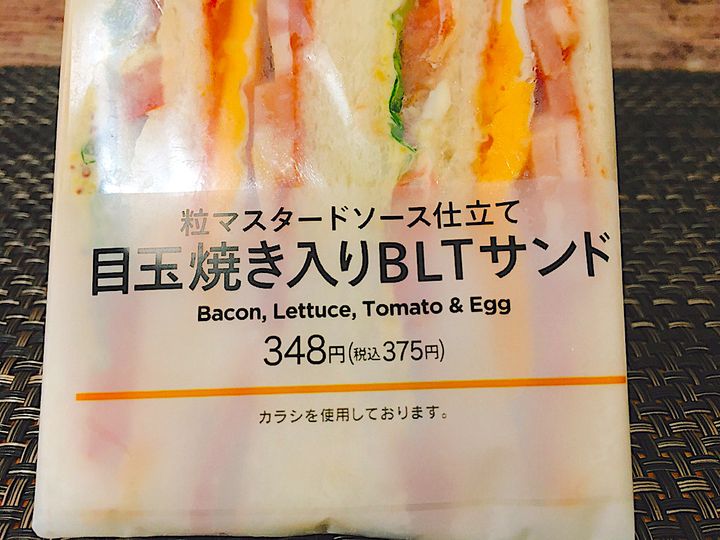 粒マスタードソース仕立て
目玉焼き入りBLTサンド
Bacon, Lettuce, Tomato & Egg
348円(税込375円)
カラシを使用しております。